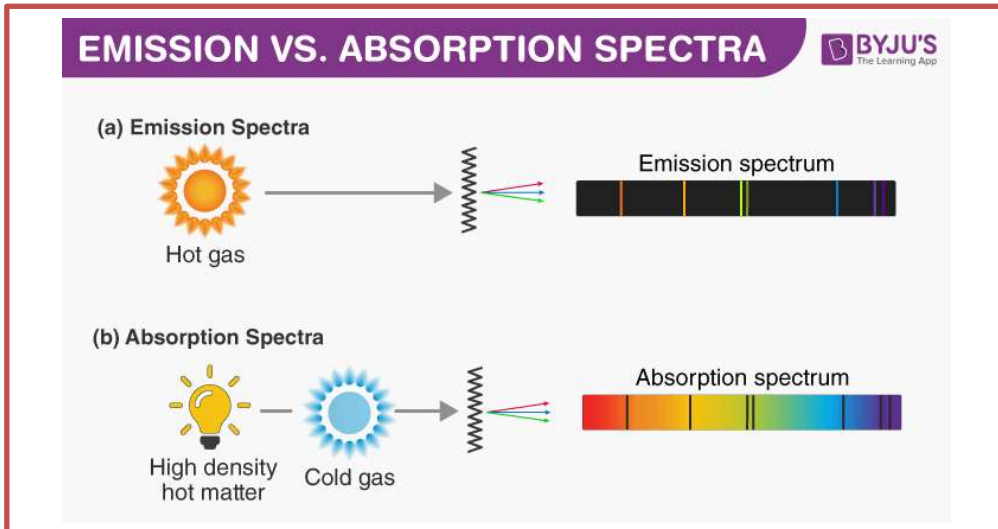 EMISSION VS. ABSORPTION SPECTRA
BYJU'S
The Learning App
(a) Emission Spectra
Emission spectrum
Hot gas
(b) Absorption Spectra
Absorption spectrum
High density
hot matter
Cold gas